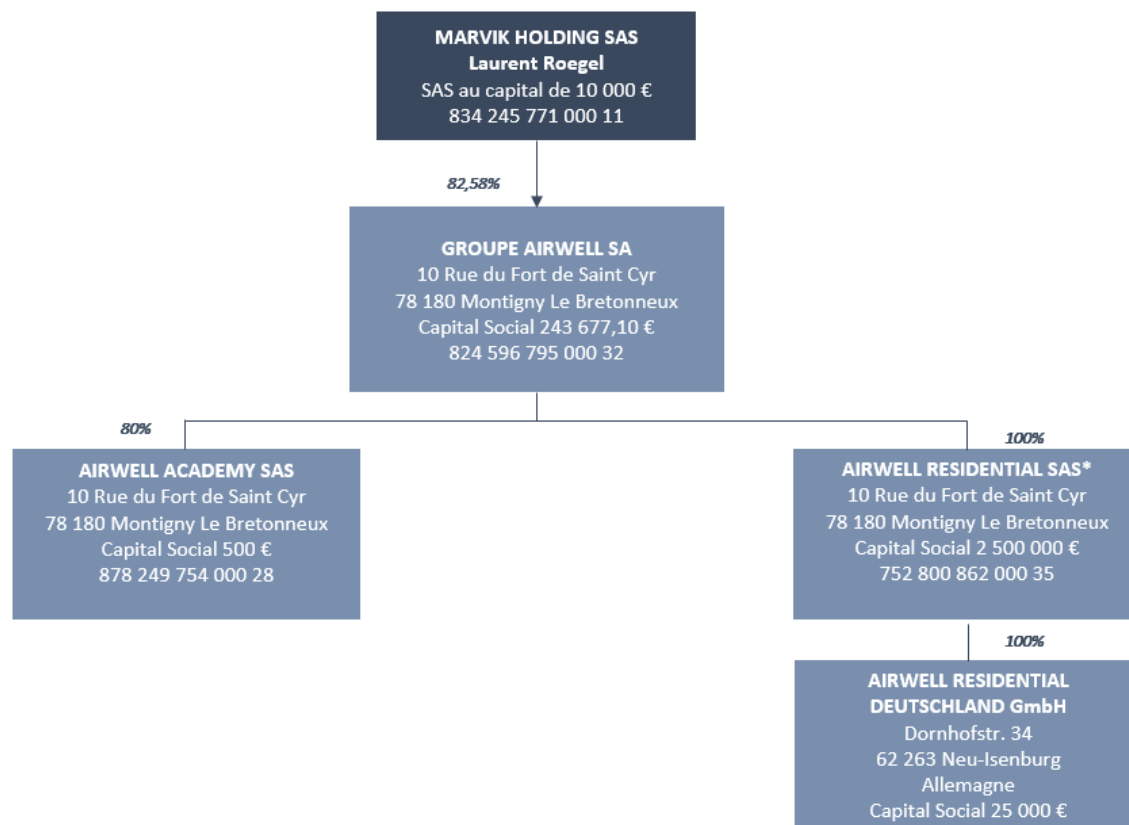 MARVIK HOLDING SAS
Laurent Roegel
SAS au capital de 10 000 €
834 245 771 000 11
82,58%
GROUPE AIRWELL SA
10 Rue du Fort de Saint Cyr
78 180 Montigny Le Bretonneux
Capital Social 243 677,10 €
824 596 795 000 32
80%
AIRWELL ACADEMY SAS
10 Rue du Fort de Saint Cyr
78 180 Montigny Le Bretonneux
Capital Social 500 €
878 249 754 000 28
100%
AIRWELL RESIDENTIAL SAS*
10 Rue du Fort de Saint Cyr
78 180 Montigny Le Bretonneux
Capital Social 2 500 000 €
752 800 862 000 35
100%
AIRWELL RESIDENTIAL
DEUTSCHLAND GmbH
Dornhofstr. 34
62 263 Neu-Isenburg
Allemagne
Capital Social 25 000 €